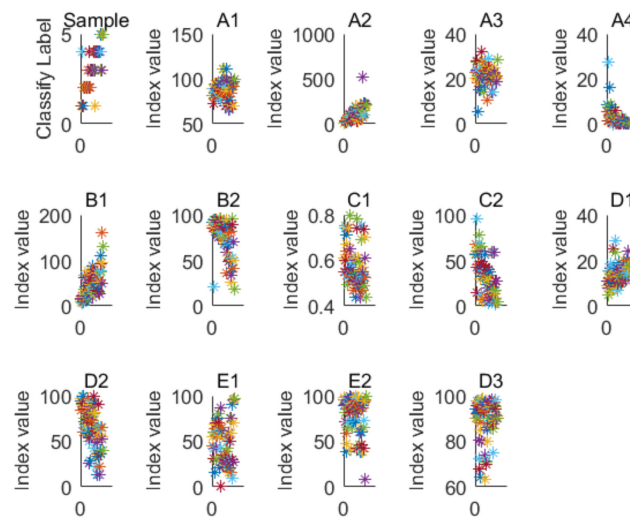 Sample A1 A2 A3 A4
Classify Label 5 0 0
Index value 150 100 50 0
Index value 1000 500 0 0
Index value 40 20 0 0
Index value 40 20 0 0
B1 B2 C1 C2 D1
Index value 200 100 0 0
Index value 100 50 0 0
Index value 0.8 0.6 0.4 0
Index value 100 50 0 0
Index value 40 20 0 0
D2 E1 E2 D3
Index value 100 50 0 0
Index value 100 50 0 0
Index value 100 50 0 0
Index value 100 80 60 0